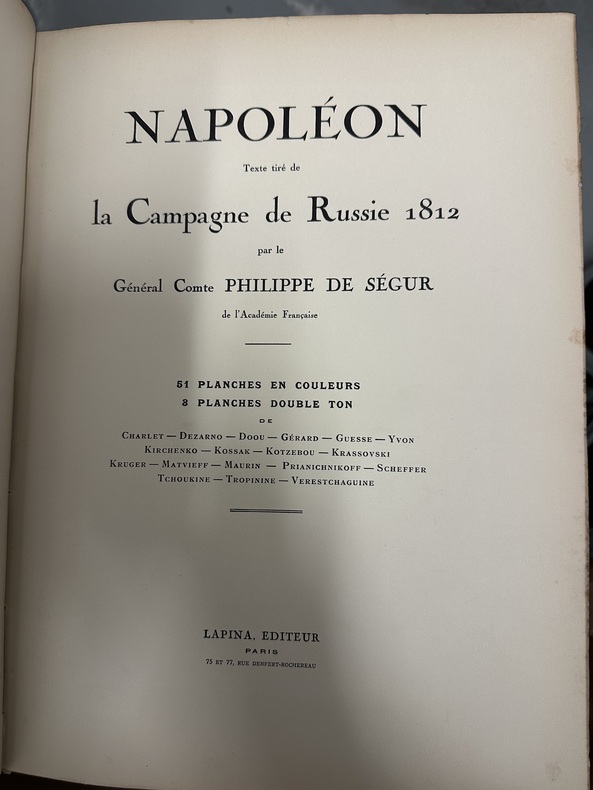 NAPOLÉON
Texte tiré de
la Campagne de Russie 1812
par le
Général Comte PHILIPPE DE SÉGUR
de l'Académie Française
51 PLANCHES EN COULEURS
8 PLANCHES DOUBLE TON
DE
CHARLET — DEZARNO — DOOU — GÉRARD — GUESSE — YVON
KIRCHENKO — KOSSAK — KOTZEBOU — KRASSOVSKI
KRUGER — MATVIEFF — MAURIN — PRIANICHNIKOFF — SCHEFFER
TCHOUKINE — TROPININE — VERESTCHAGUINE
LAPINA, EDITEUR
PARIS
75 ET 77, RUE DENFERT-ROCHEREAU